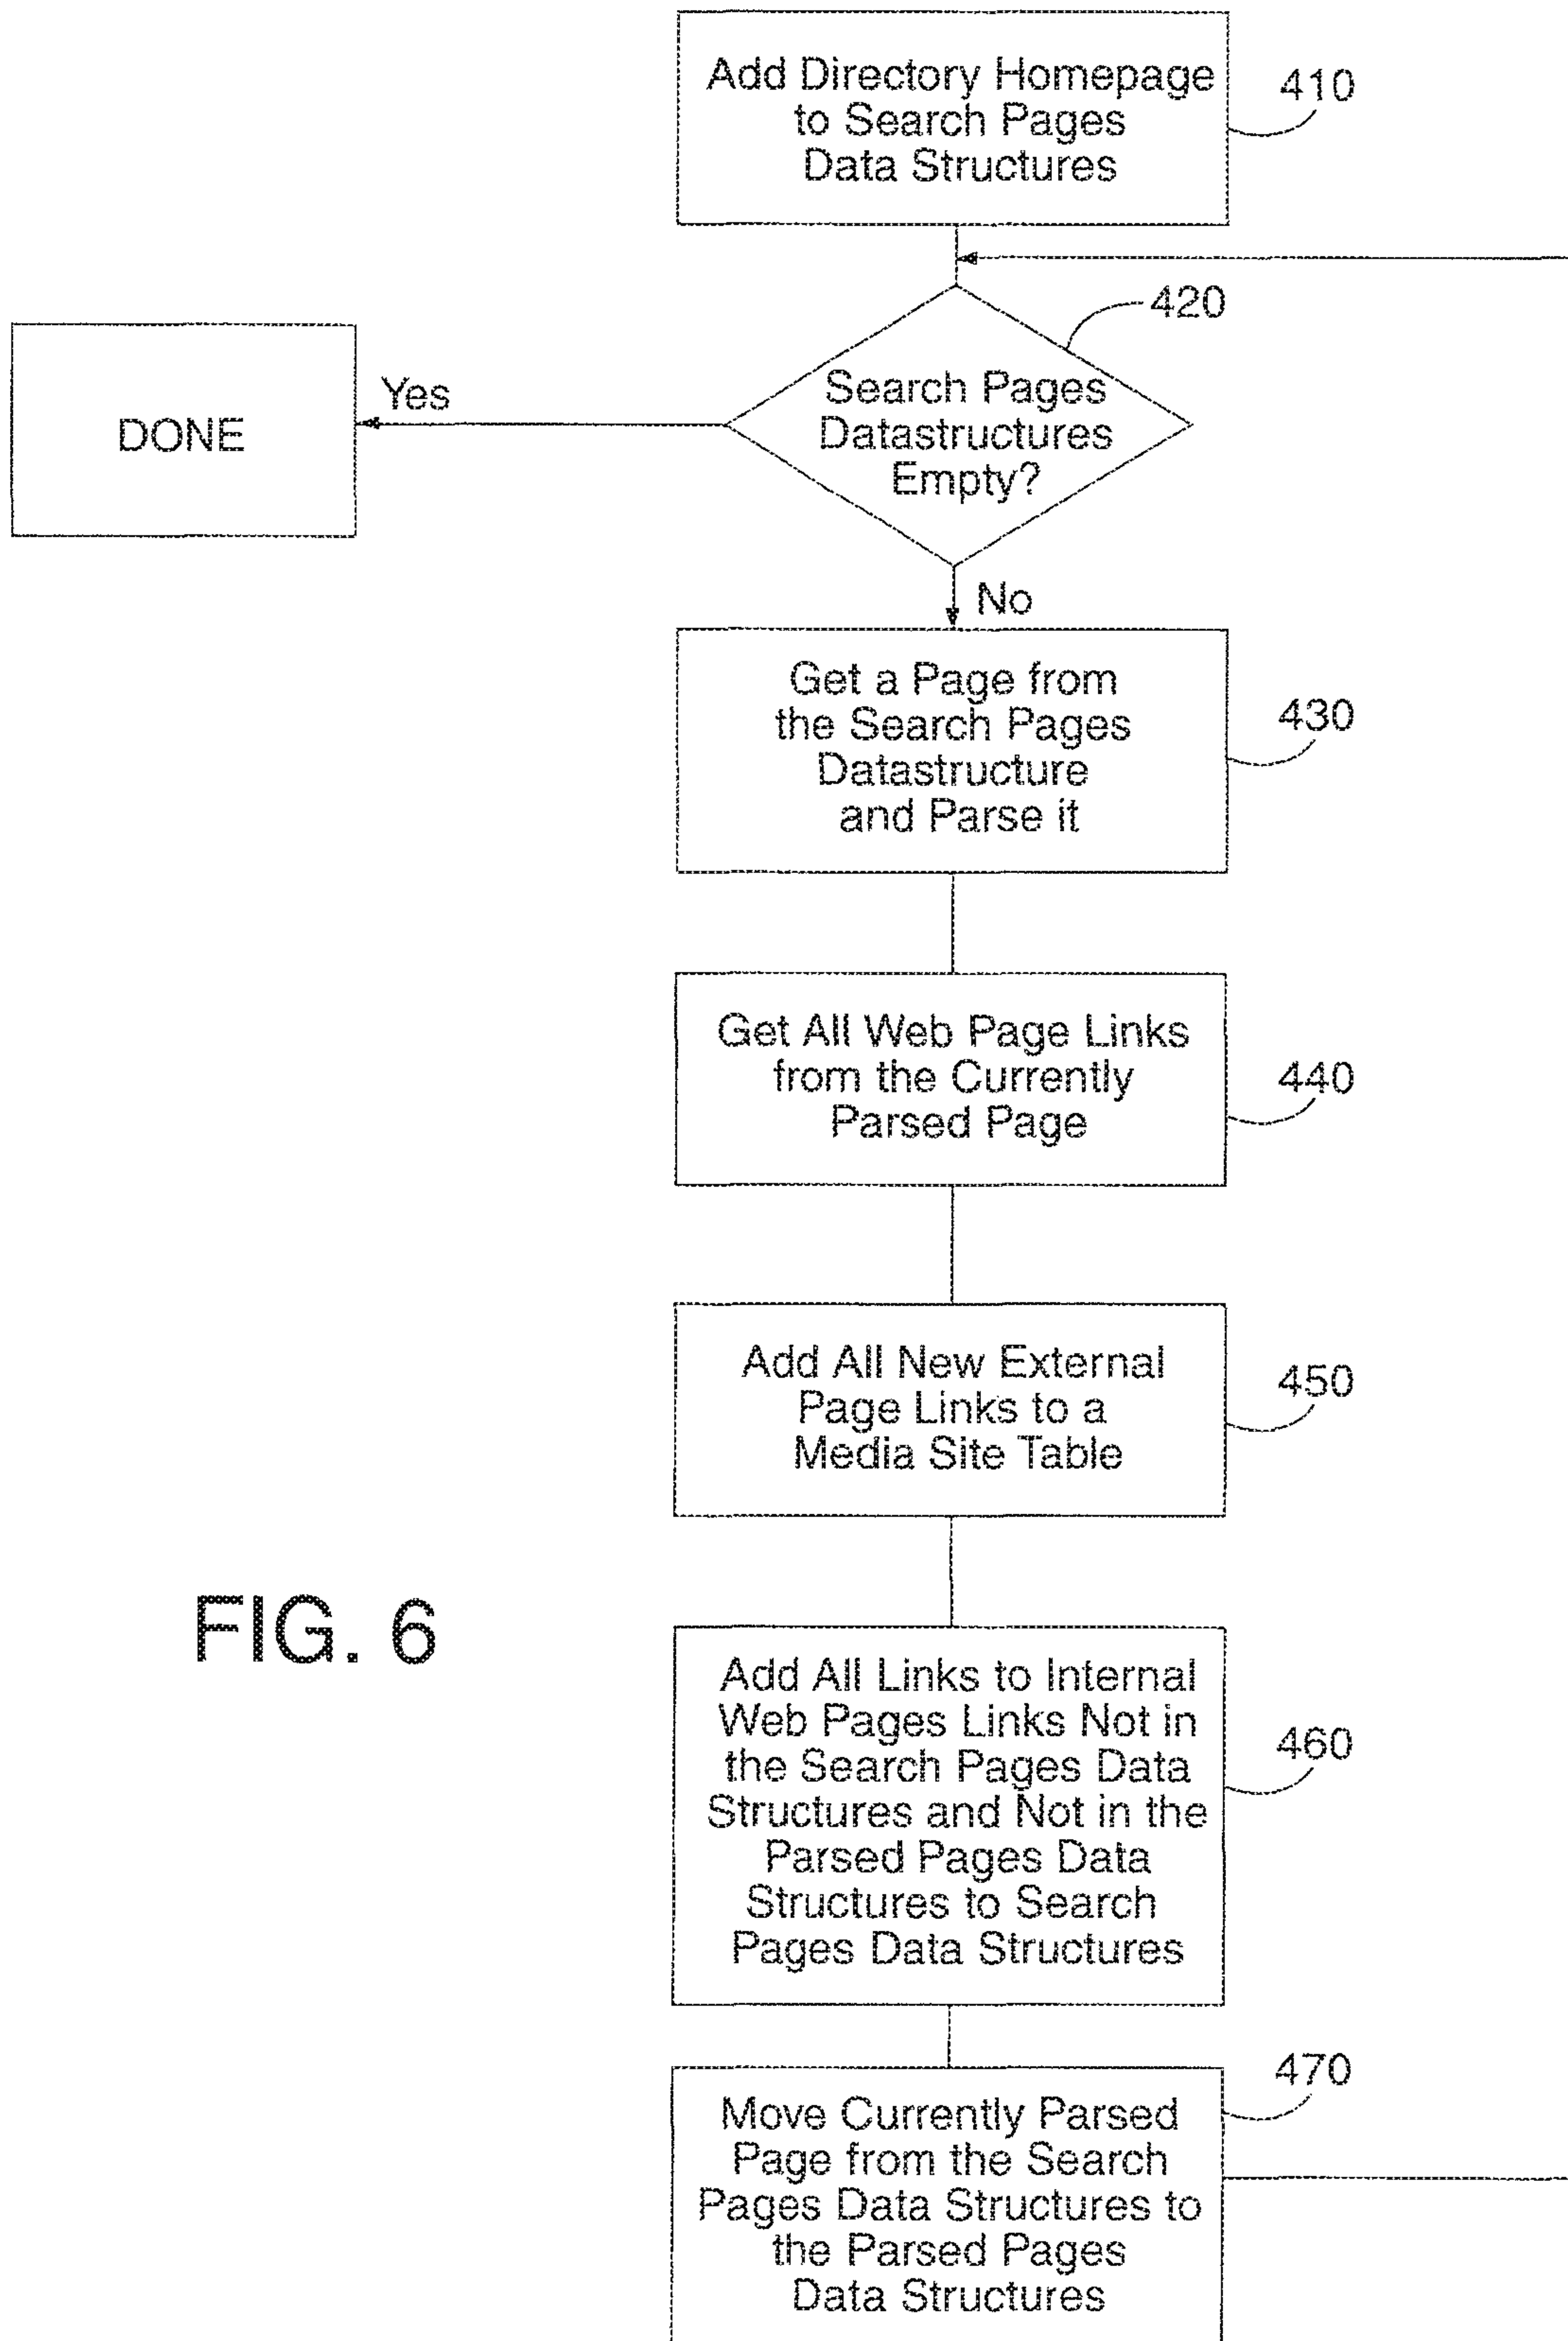 Add Directory Homepage
to Search Pages
Data Structures
410
420
Search Pages
Datastructures
Empty?
Yes
DONE
No
Get a Page from
the Search Pages
Datastructure
and Parse it
430
Get All Web Page Links
from the Currently
Parsed Page
440
Add All New External
Page Links to a
Media Site Table
450
FIG. 6
Add All Links to Internal
Web Pages Links Not in
the Search Pages Data
Structures and Not in the
Parsed Pages Data
Structures to Search
Pages Data Structures
460
470
Move Currently Parsed
Page from the Search
Pages Data Structures to
the Parsed Pages
Data Structures